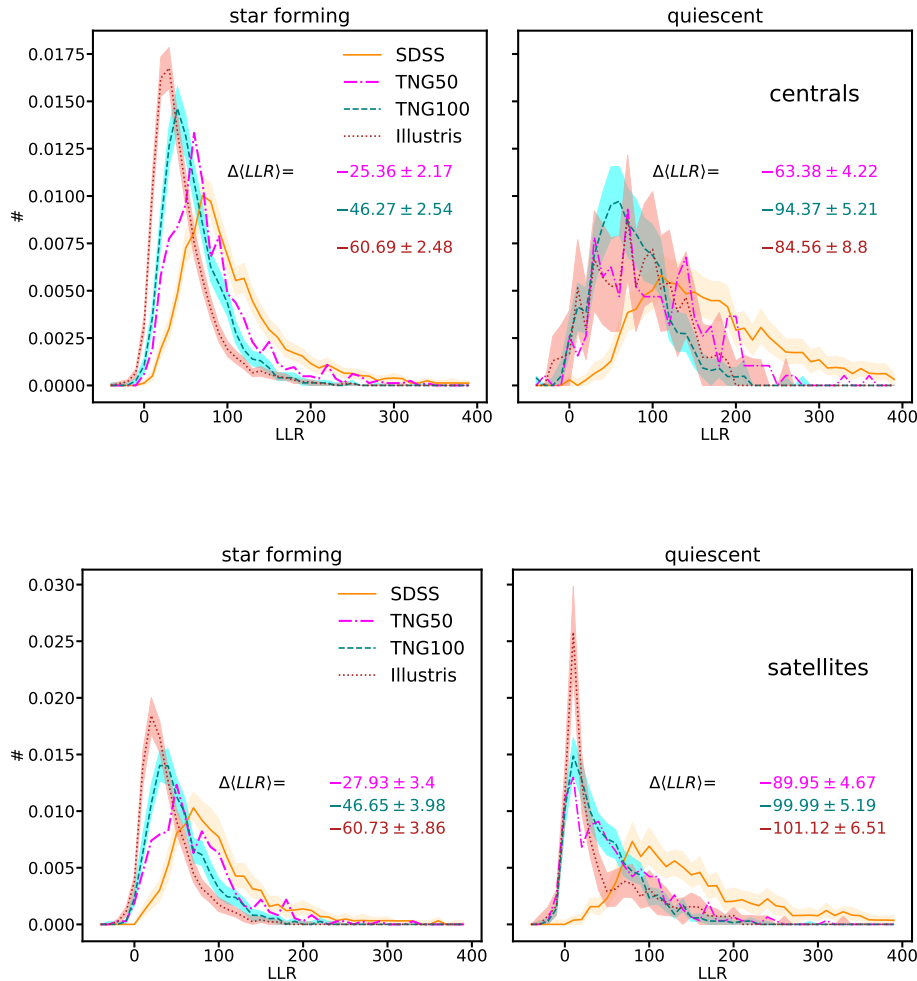 star forming
quiescent
0.0175
0.0150
0.0125
0.0100
0.0075
0.0050
0.0025
0.0000
#
SDSS
TNG50
TNG100
Illustris
Δ⟨LLR⟩=
−25.36 ± 2.17
−46.27 ± 2.54
−60.69 ± 2.48
0 100 200 300 400
LLR
centrals
Δ⟨LLR⟩=
−63.38 ± 4.22
−94.37 ± 5.21
−84.56 ± 8.8
0 100 200 300 400
LLR
star forming
quiescent
0.030
0.025
0.020
0.015
0.010
0.005
0.000
#
SDSS
TNG50
TNG100
Illustris
Δ⟨LLR⟩=
−27.93 ± 3.4
−46.65 ± 3.98
−60.73 ± 3.86
0 100 200 300 400
LLR
satellites
Δ⟨LLR⟩=
−89.95 ± 4.67
−99.99 ± 5.19
−101.12 ± 6.51
0 100 200 300 400
LLR